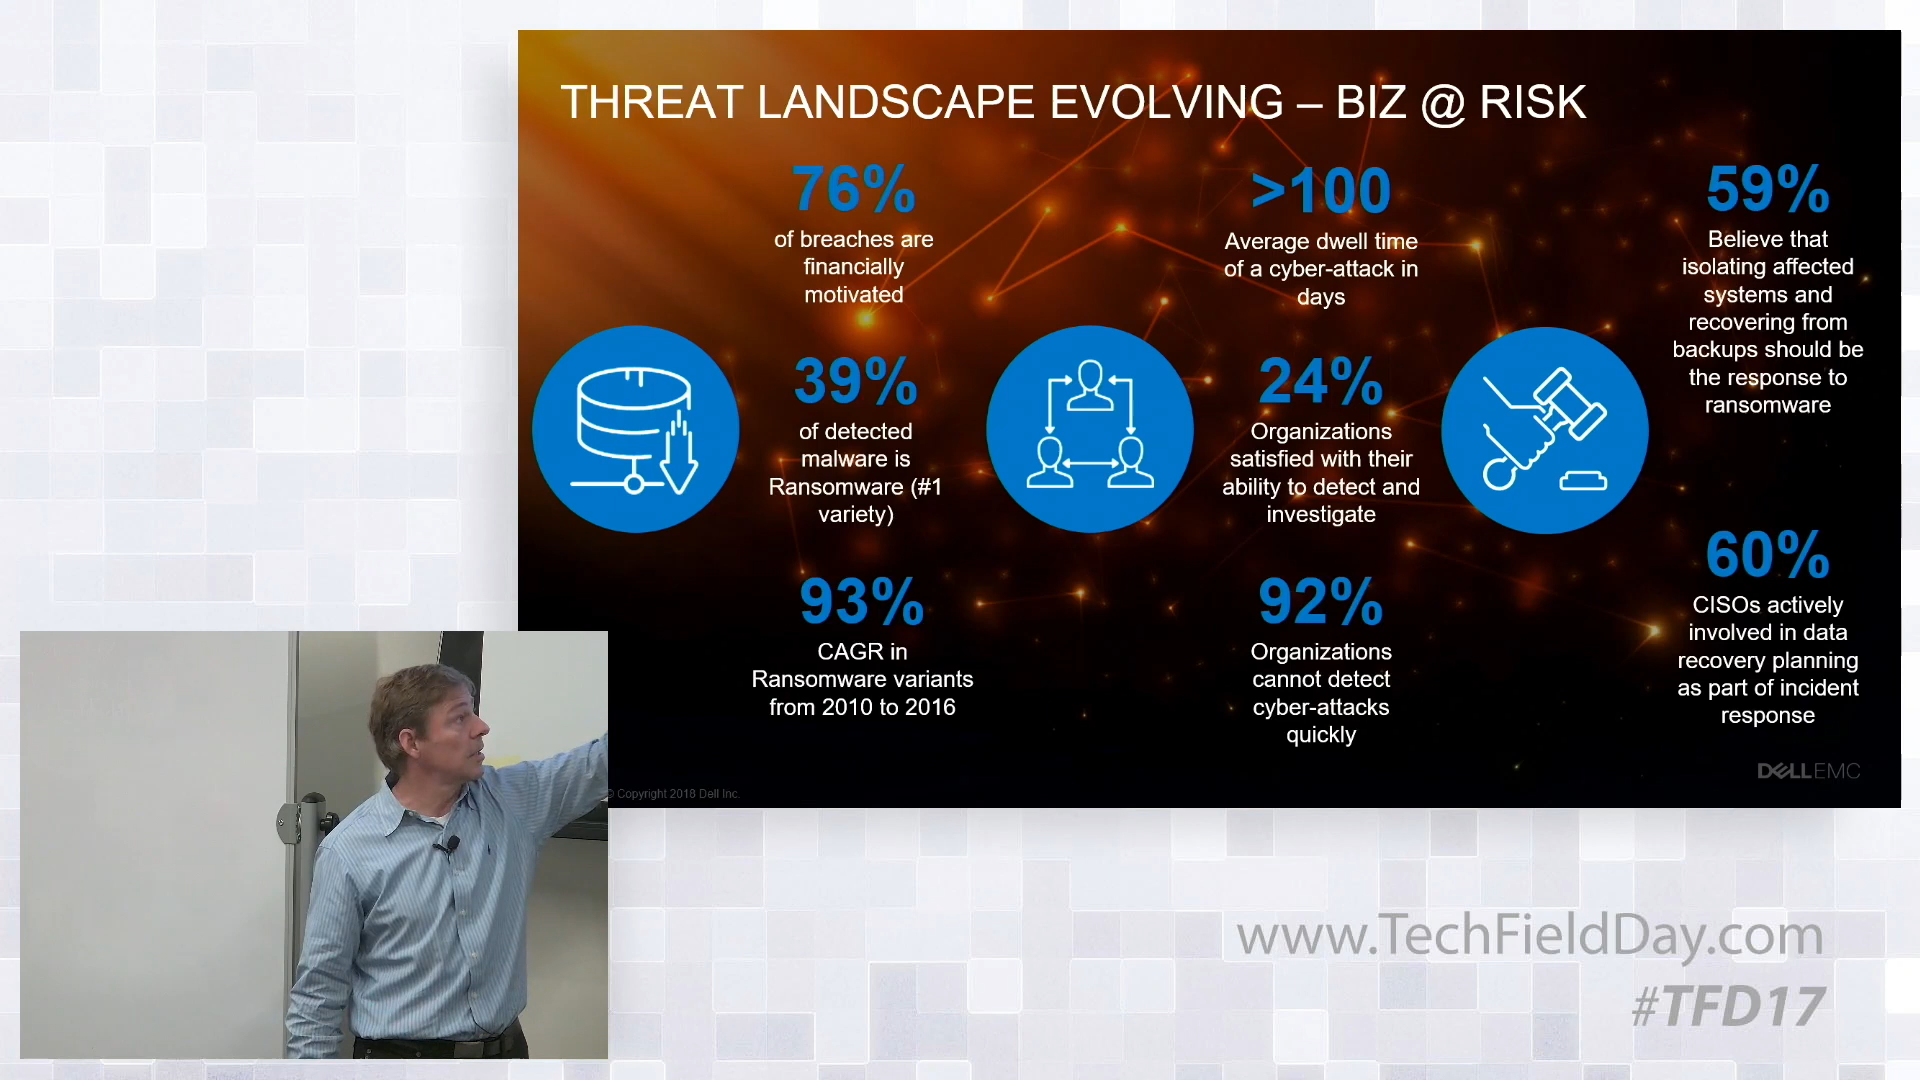 THREAT LANDSCAPE EVOLVING – BIZ @ RISK
76%
of breaches are
financially
motivated
39%
of detected
malware is
Ransomware (#1
variety)
93%
CAGR in
Ransomware variants
from 2010 to 2016
>100
Average dwell time
of a cyber-attack in
days
24%
Organizations
satisfied with their
ability to detect and
investigate
92%
Organizations
cannot detect
cyber-attacks
quickly
59%
Believe that
isolating affected
systems and
recovering from
backups should be
the response to
ransomware
60%
CISOs actively
involved in data
recovery planning
as part of incident
response
DELLEMC
© Copyright 2018 Dell Inc.
www.TechFieldDay.com
#TFD17